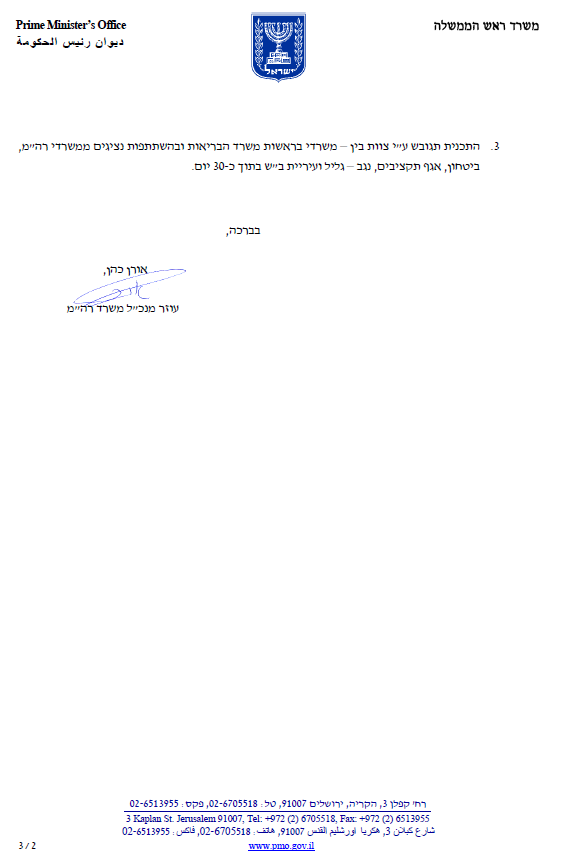 Prime Minister’s Office
ديوان رئيس الحكومة
משרד ראש הממשלה
ישראל
3. התכנית תגובש ע״י צוות בין – משרדי בראשות משרד הבריאות ובהשתתפות נציגים ממשרדי רה״מ,
ביטחון, אגף תקציבים, נגב – גליל ועיריית ב״ש בתוך כ-30 יום.
בברכה,
אורן כהן,
עוזר מנכ״ל משרד רה״מ
רח׳ קפלן 3, הקריה, ירושלים 91007, טל: 02-6705518, פקס: 02-6513955
3 Kaplan St. Jerusalem 91007, Tel: +972 (2) 6705518, Fax: +972 (2) 6513955
شارع كبلان 3, هكريا اورشليم القدس 91007, هاتف: 02-6705518, فاكس: 02-6513955
3 / 2
www.pmo.gov.il